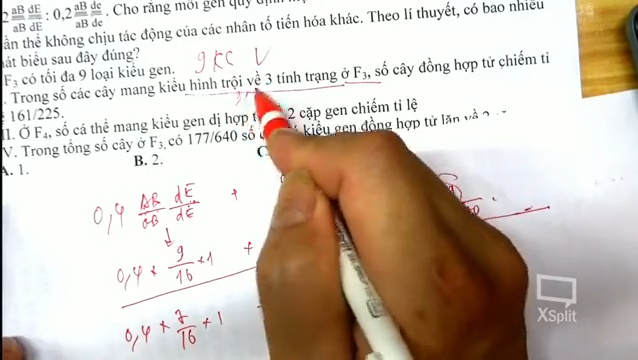 2 aB/aB dE/dE : 0,2 aB/aB de/de. Cho rằng mỗi gen quy định
ần thể không chịu tác động của các nhân tố tiến hóa khác. Theo lí thuyết, có bao nhiêu
át biểu sau đây đúng?
F₃ có tối đa 9 loại kiểu gen. 9KG V
. Trong số các cây mang kiểu hình trội về 3 tính trạng ở F₃, số cây đồng hợp tử chiếm tỉ
ệ 161/225.
II. Ở F₄, số cá thể mang kiểu gen dị hợp 2 cặp gen chiếm tỉ lệ
V. Trong tổng số cây ở F₃, có 177/640 số kiểu gen đồng hợp tử lặn về 2
A. 1. B. 2.
0,4 AB/aB dE/dE +
0,4 × 9/16 × 1 +
0,4 × 7/16 × 1
XSplit